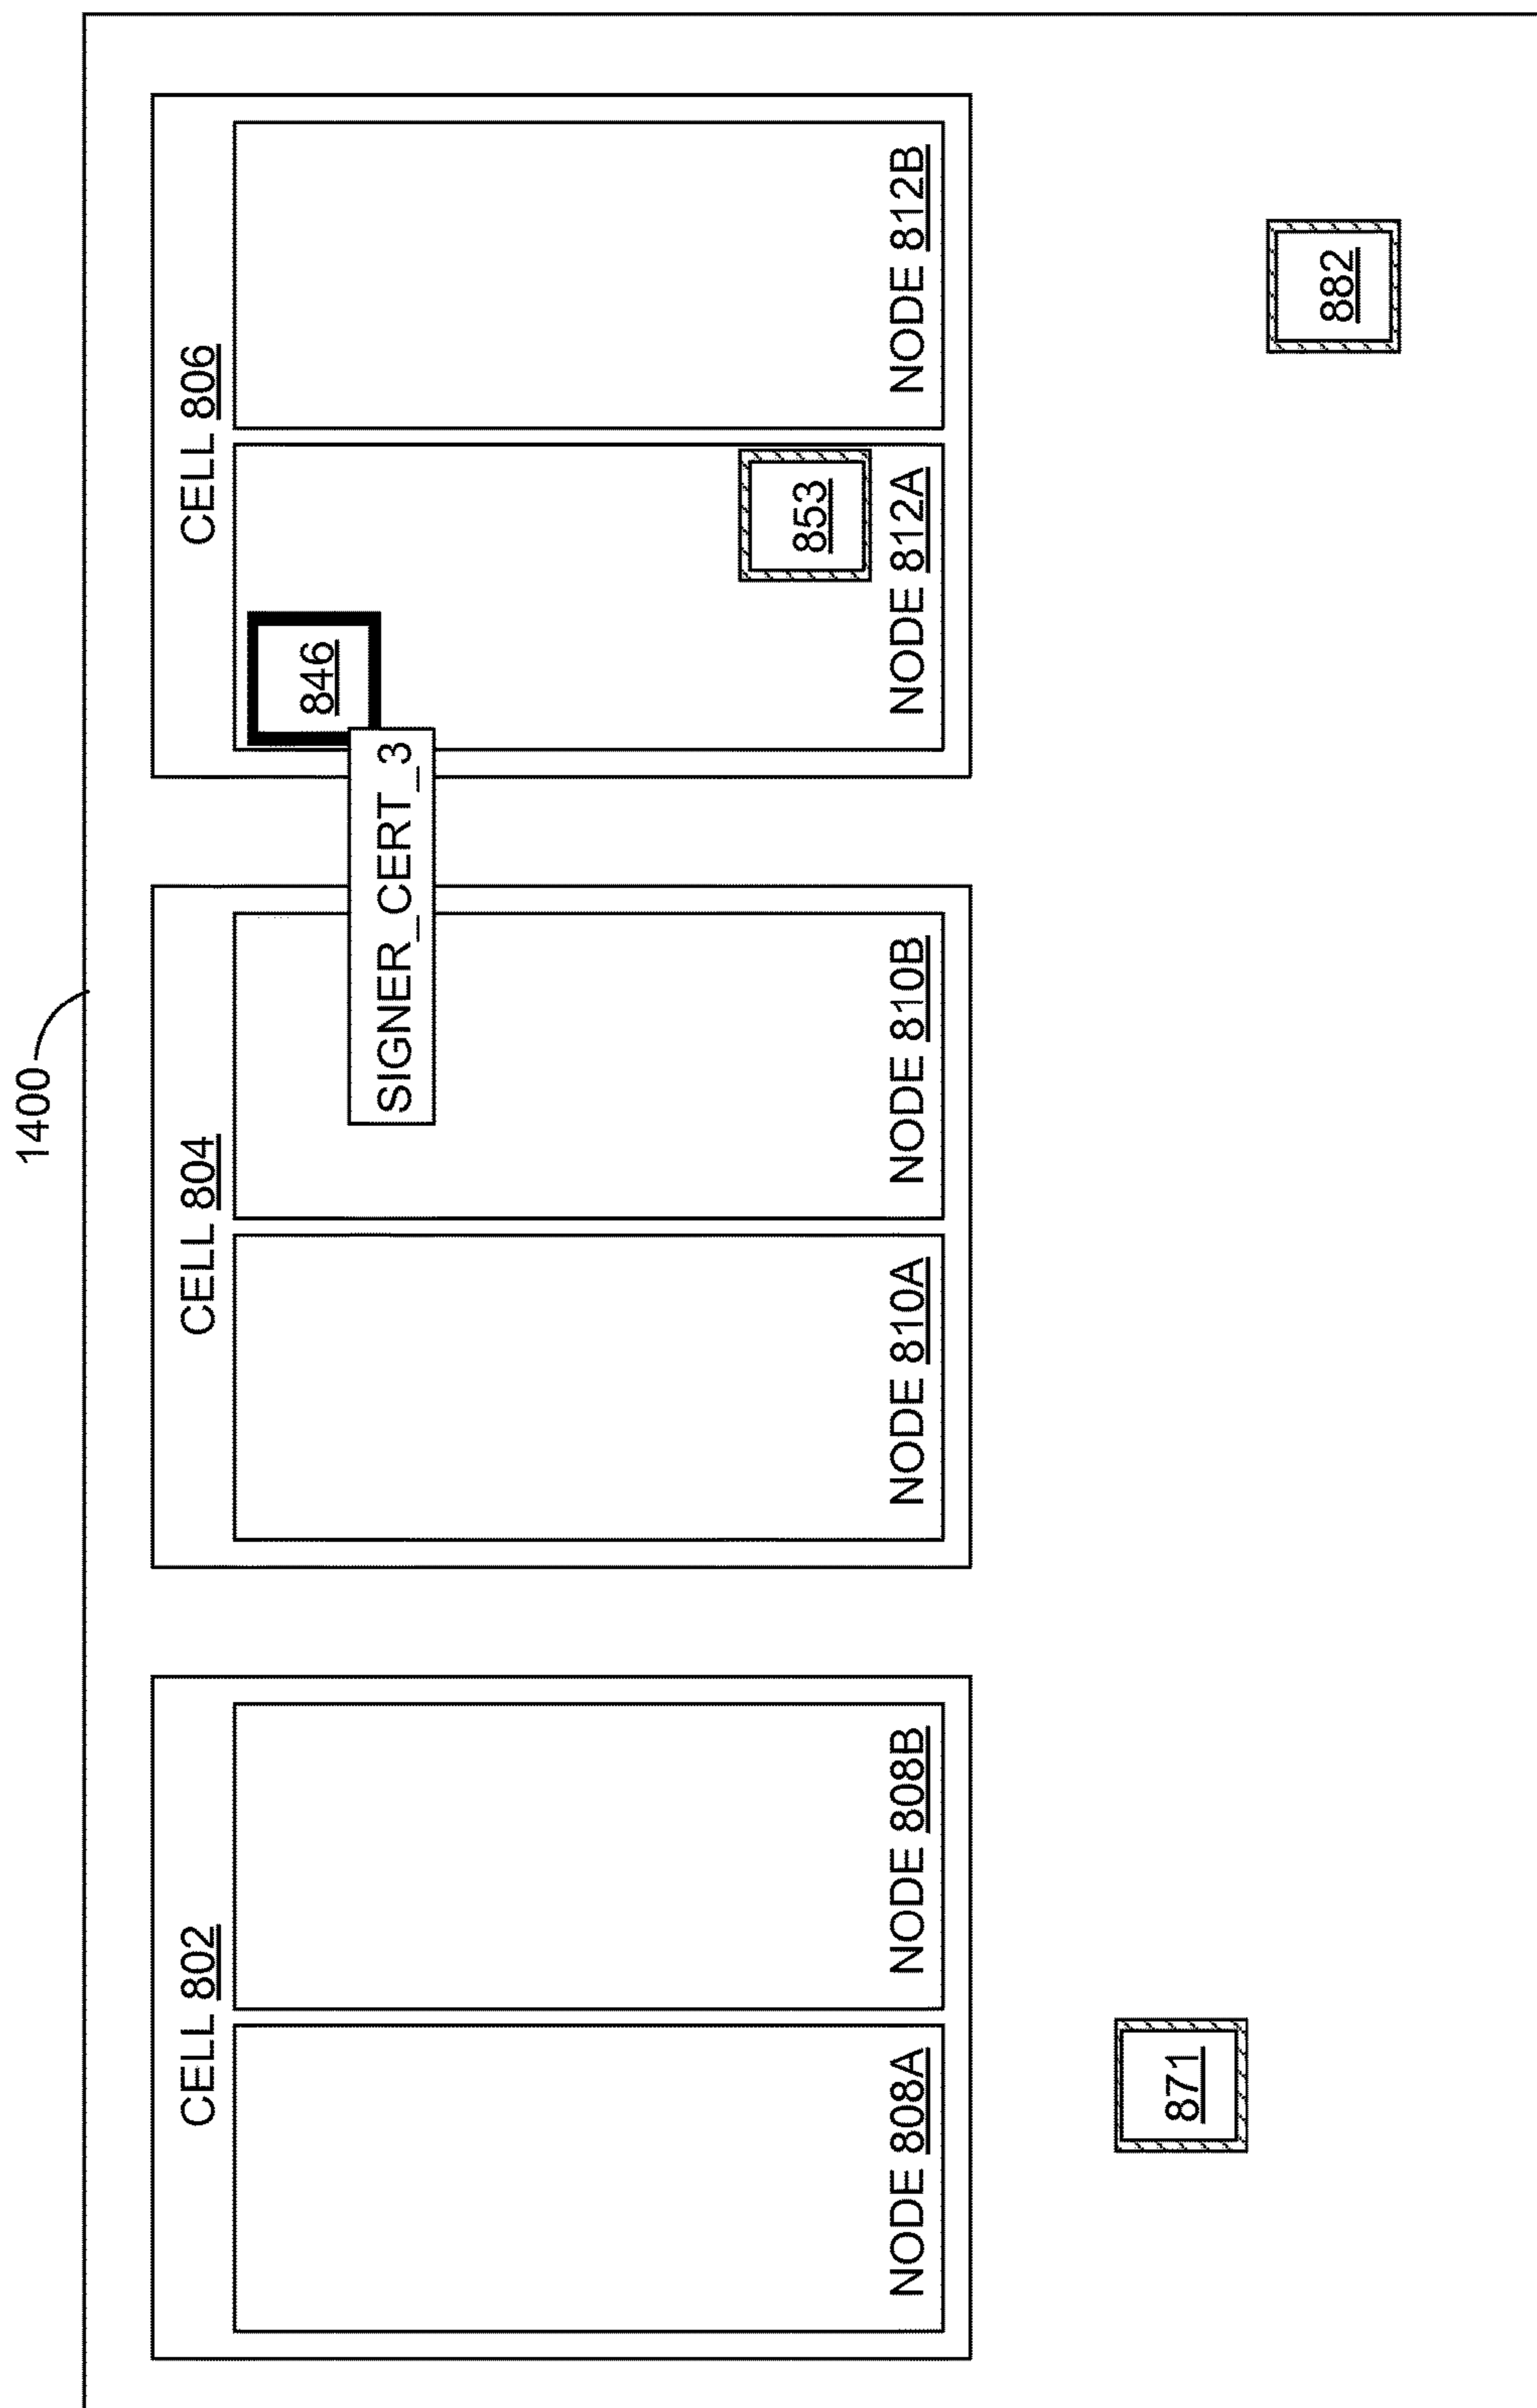 1400
CELL 802
CELL 804
CELL 806
846
SIGNER_CERT_3
853
NODE 808A
NODE 808B
NODE 810A
NODE 810B
NODE 812A
NODE 812B
871
882